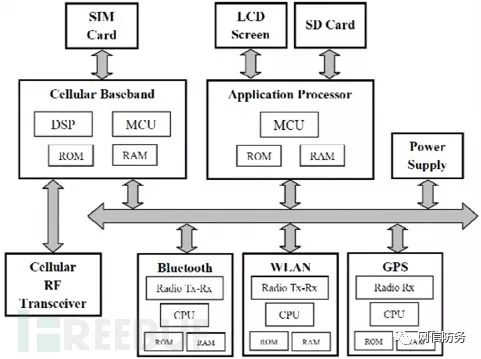 SIM
Card
LCD
Screen
SD Card
Cellular Baseband
DSP
MCU
ROM
RAM
Application Processor
MCU
ROM
RAM
Power
Supply
Cellular
RF
Transceiver
Bluetooth
Radio Tx-Rx
CPU
ROM
RAM
WLAN
Radio Tx-Rx
CPU
ROM
RAM
GPS
Radio Rx
CPU
ROM
RAM
FREEBUF
网信防务